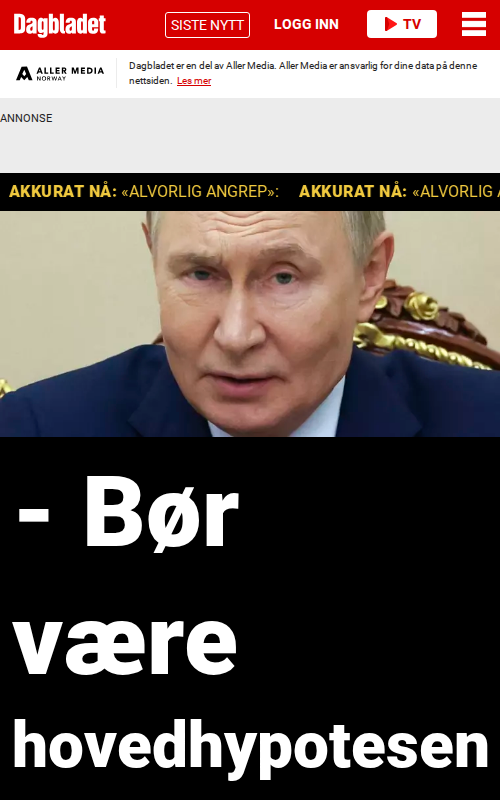 Dagbladet SISTE NYTT LOGG INN TV
ALLER MEDIA
NORWAY
Dagbladet er en del av Aller Media. Aller Media er ansvarlig for dine data på denne
nettsiden. Les mer
ANNONSE
AKKURAT NÅ: «ALVORLIG ANGREP»: AKKURAT NÅ: «ALVORLIG
- Bør
være
hovedhypotesen